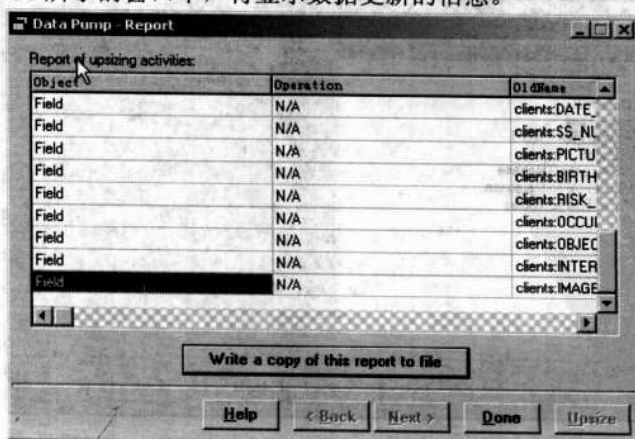 Data Pump - Report
Report of upsizing activities:
Object Operation OldName
Field N/A clients:DATE_
Field N/A clients:SS_NU
Field N/A clients:PICTU
Field N/A clients:BIRTH
Field N/A clients:RISK_
Field N/A clients:OCCUI
Field N/A clients:OBJEC
Field N/A clients:INTER
Field N/A clients:IMAGE
Write a copy of this report to file
Help < Back Next > Done Upsize